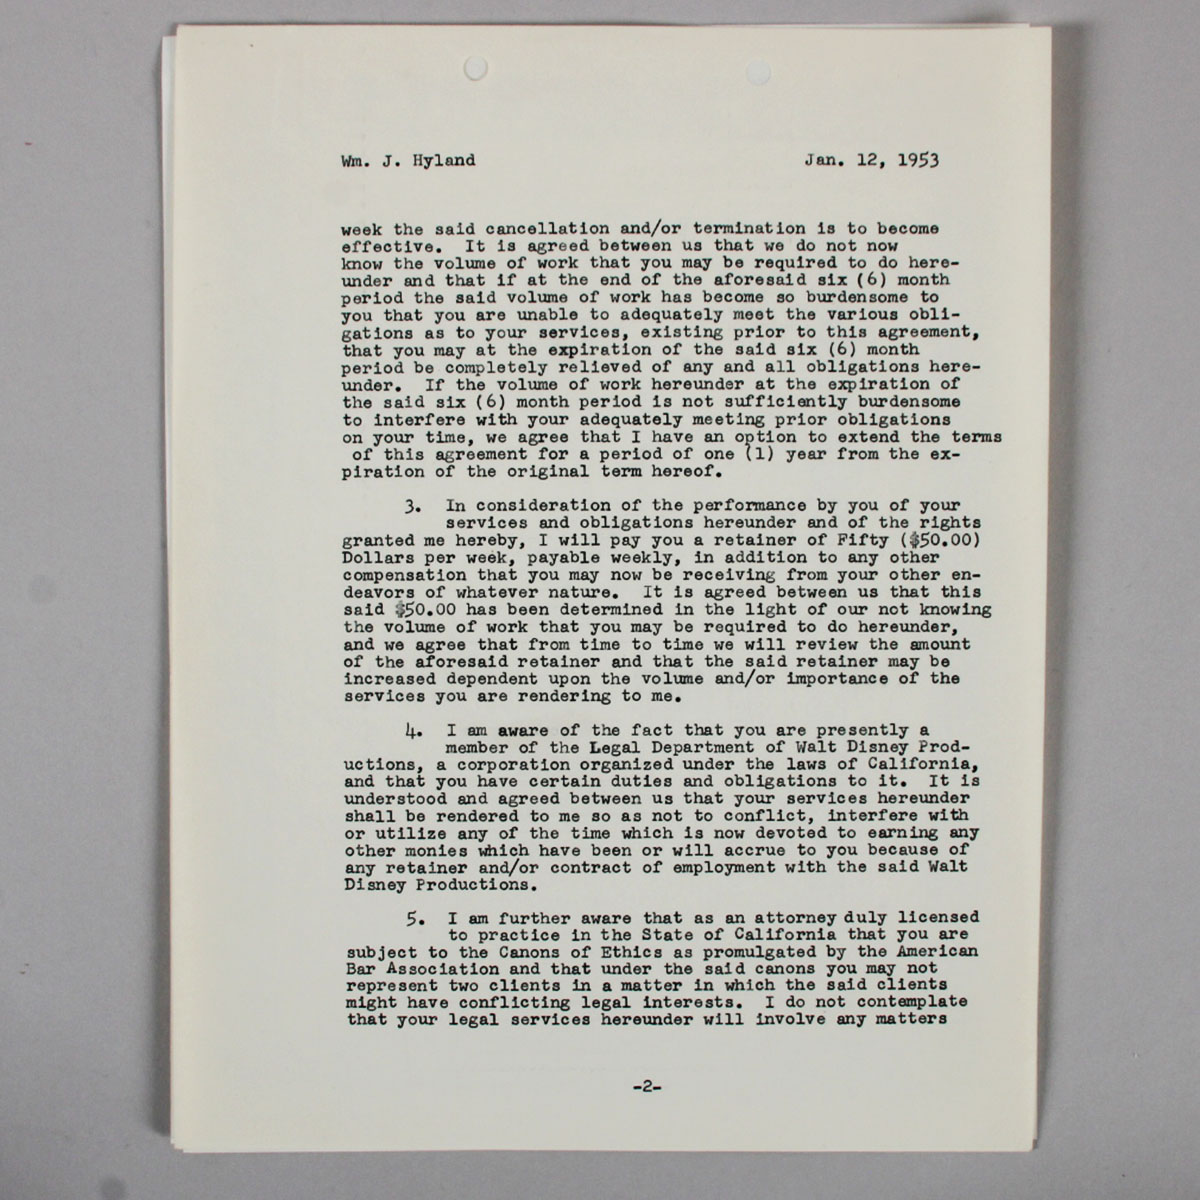 Wm. J. Hyland Jan. 12, 1953
week the said cancellation and/or termination is to become
effective. It is agreed between us that we do not now
know the volume of work that you may be required to do here-
under and that if at the end of the aforesaid six (6) month
period the said volume of work has become so burdensome to
you that you are unable to adequately meet the various obli-
gations as to your services, existing prior to this agreement,
that you may at the expiration of the said six (6) month
period be completely relieved of any and all obligations here-
under. If the volume of work hereunder at the expiration of
the said six (6) month period is not sufficiently burdensome
to interfere with your adequately meeting prior obligations
on your time, we agree that I have an option to extend the terms
of this agreement for a period of one (1) year from the ex-
piration of the original term hereof.
3. In consideration of the performance by you of your
services and obligations hereunder and of the rights
granted me hereby, I will pay you a retainer of Fifty ($50.00)
Dollars per week, payable weekly, in addition to any other
compensation that you may now be receiving from your other en-
deavors of whatever nature. It is agreed between us that this
said $50.00 has been determined in the light of our not knowing
the volume of work that you may be required to do hereunder,
and we agree that from time to time we will review the amount
of the aforesaid retainer and that the said retainer may be
increased dependent upon the volume and/or importance of the
services you are rendering to me.
4. I am aware of the fact that you are presently a
member of the Legal Department of Walt Disney Prod-
uctions, a corporation organized under the laws of California,
and that you have certain duties and obligations to it. It is
understood and agreed between us that your services hereunder
shall be rendered to me so as not to conflict, interfere with
or utilize any of the time which is now devoted to earning any
other monies which have been or will accrue to you because of
any retainer and/or contract of employment with the said Walt
Disney Productions.
5. I am further aware that as an attorney duly licensed
to practice in the State of California that you are
subject to the Canons of Ethics as promulgated by the American
Bar Association and that under the said canons you may not
represent two clients in a matter in which the said clients
might have conflicting legal interests. I do not contemplate
that your legal services hereunder will involve any matters
-2-